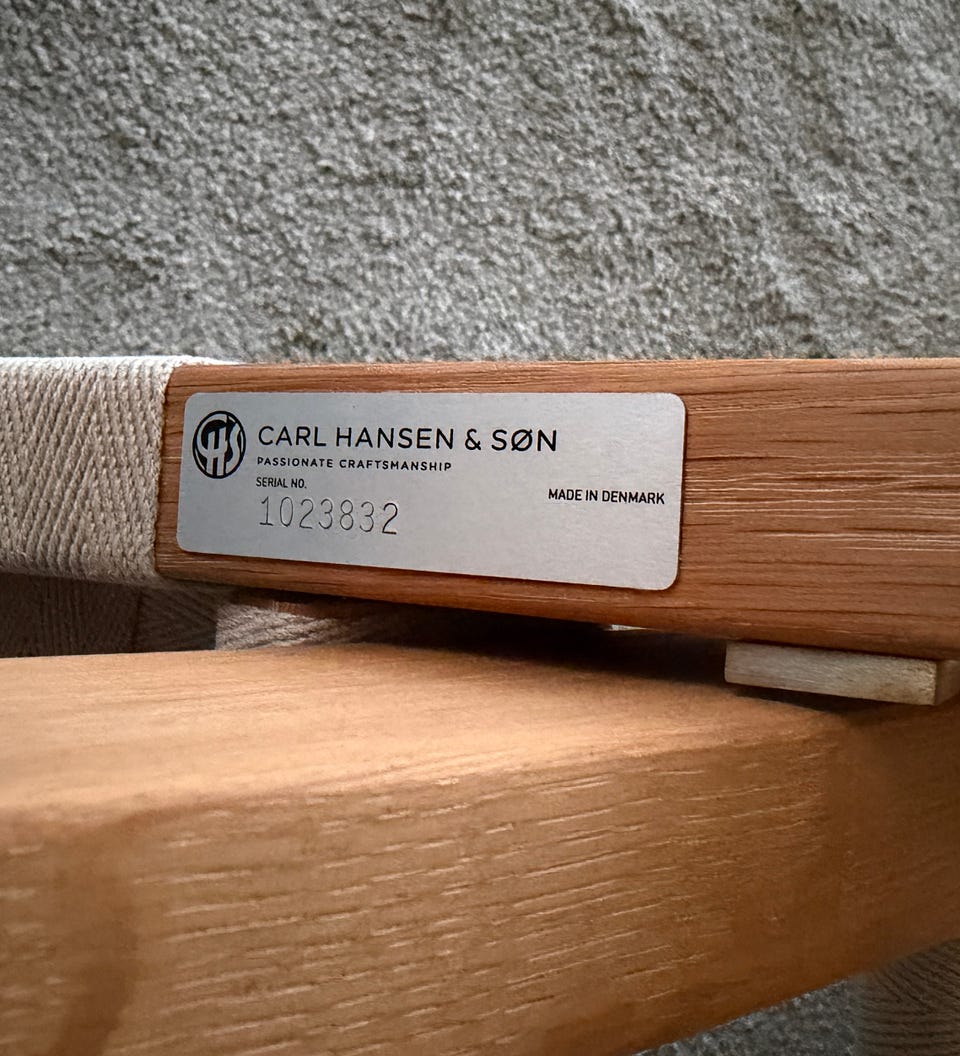 CARL HANSEN & SØN
PASSIONATE CRAFTSMANSHIP
SERIAL NO.
1023832
MADE IN DENMARK